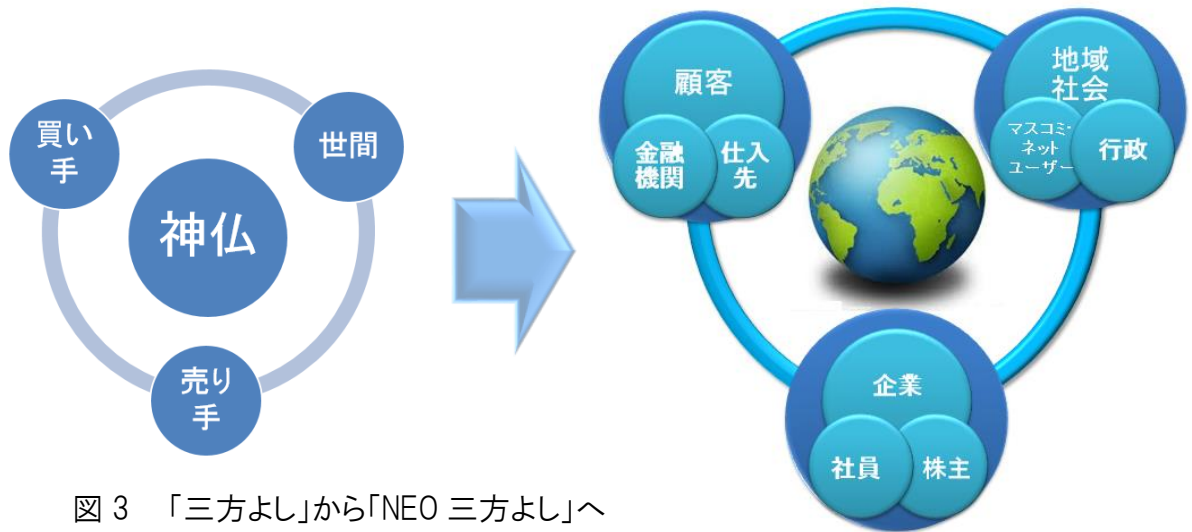 買い
手
世間
神仏
売り
手
顧客
金融
機関
仕入
先
地域
社会
マスコミ・
ネット
ユーザー
行政
企業
社員
株主
図 3 「三方よし」から「NEO 三方よし」へ